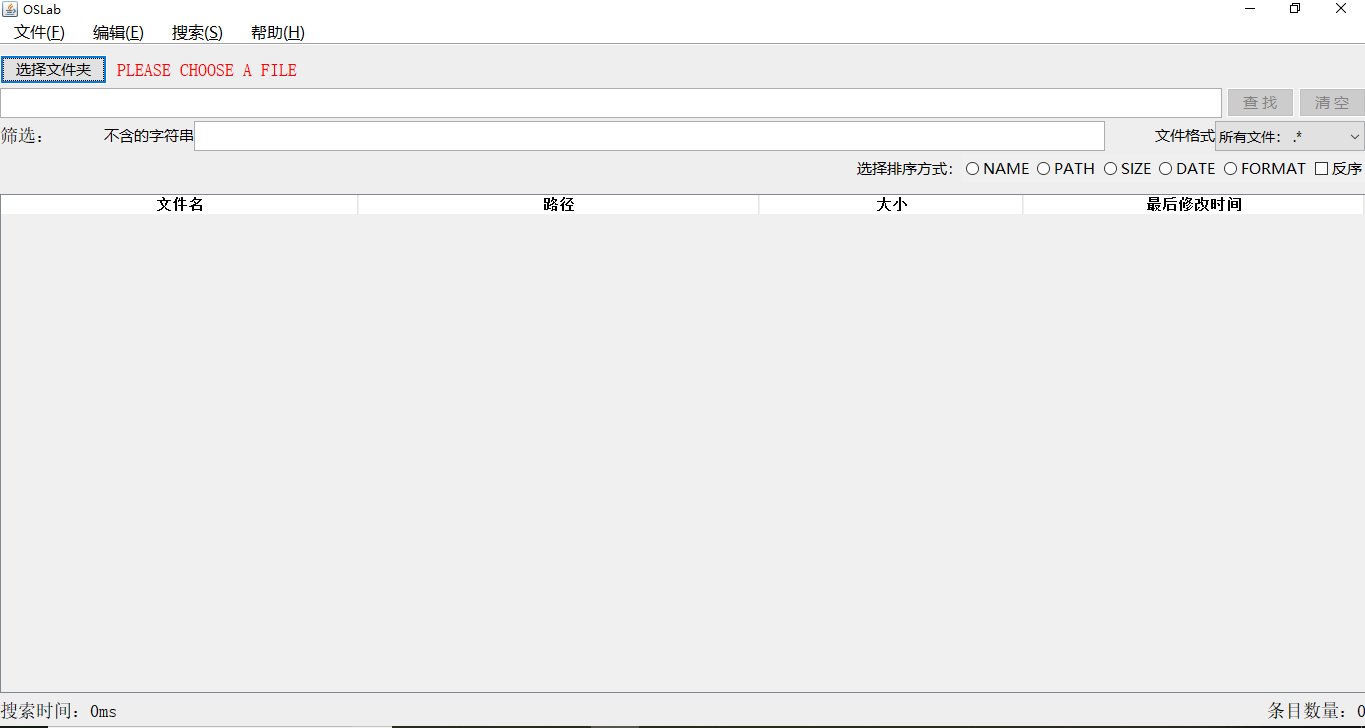 OSLab
文件(F) 编辑(E) 搜索(S) 帮助(H)
选择文件夹 PLEASE CHOOSE A FILE
查找 清空
筛选： 不含的字符串 文件格式 所有文件： .*
选择排序方式： NAME PATH SIZE DATE FORMAT 反序
文件名 路径 大小 最后修改时间
搜索时间：0ms 条目数量：0